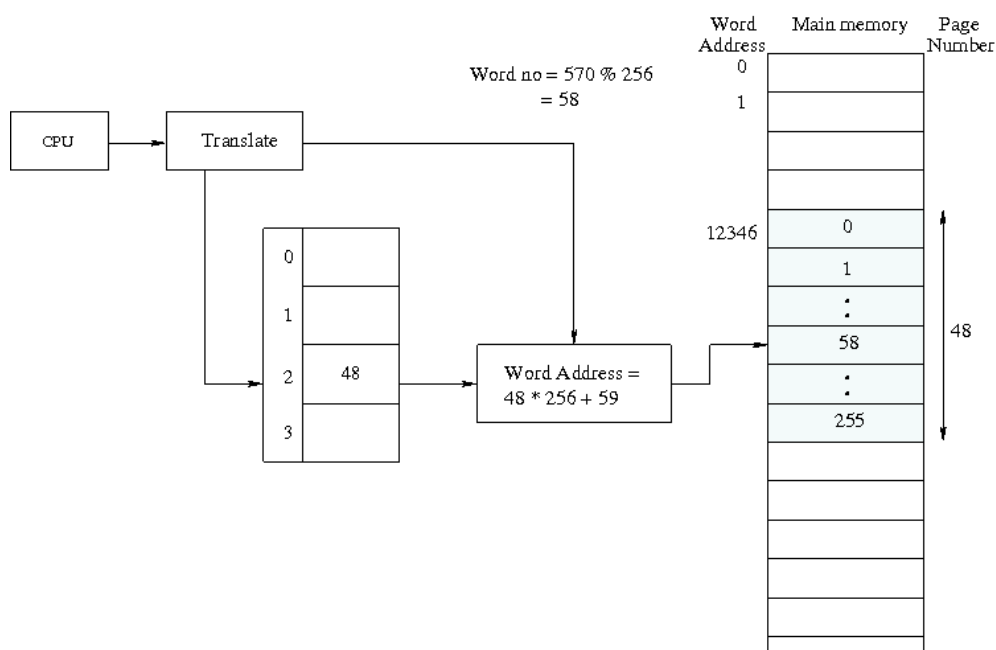 Word Address
Main memory
Page Number
0
1
Word no = 570 % 256
= 58
CPU
Translate
12346
0
1
:
58
:
255
48
0
1
2
48
3
Word Address =
48 * 256 + 59